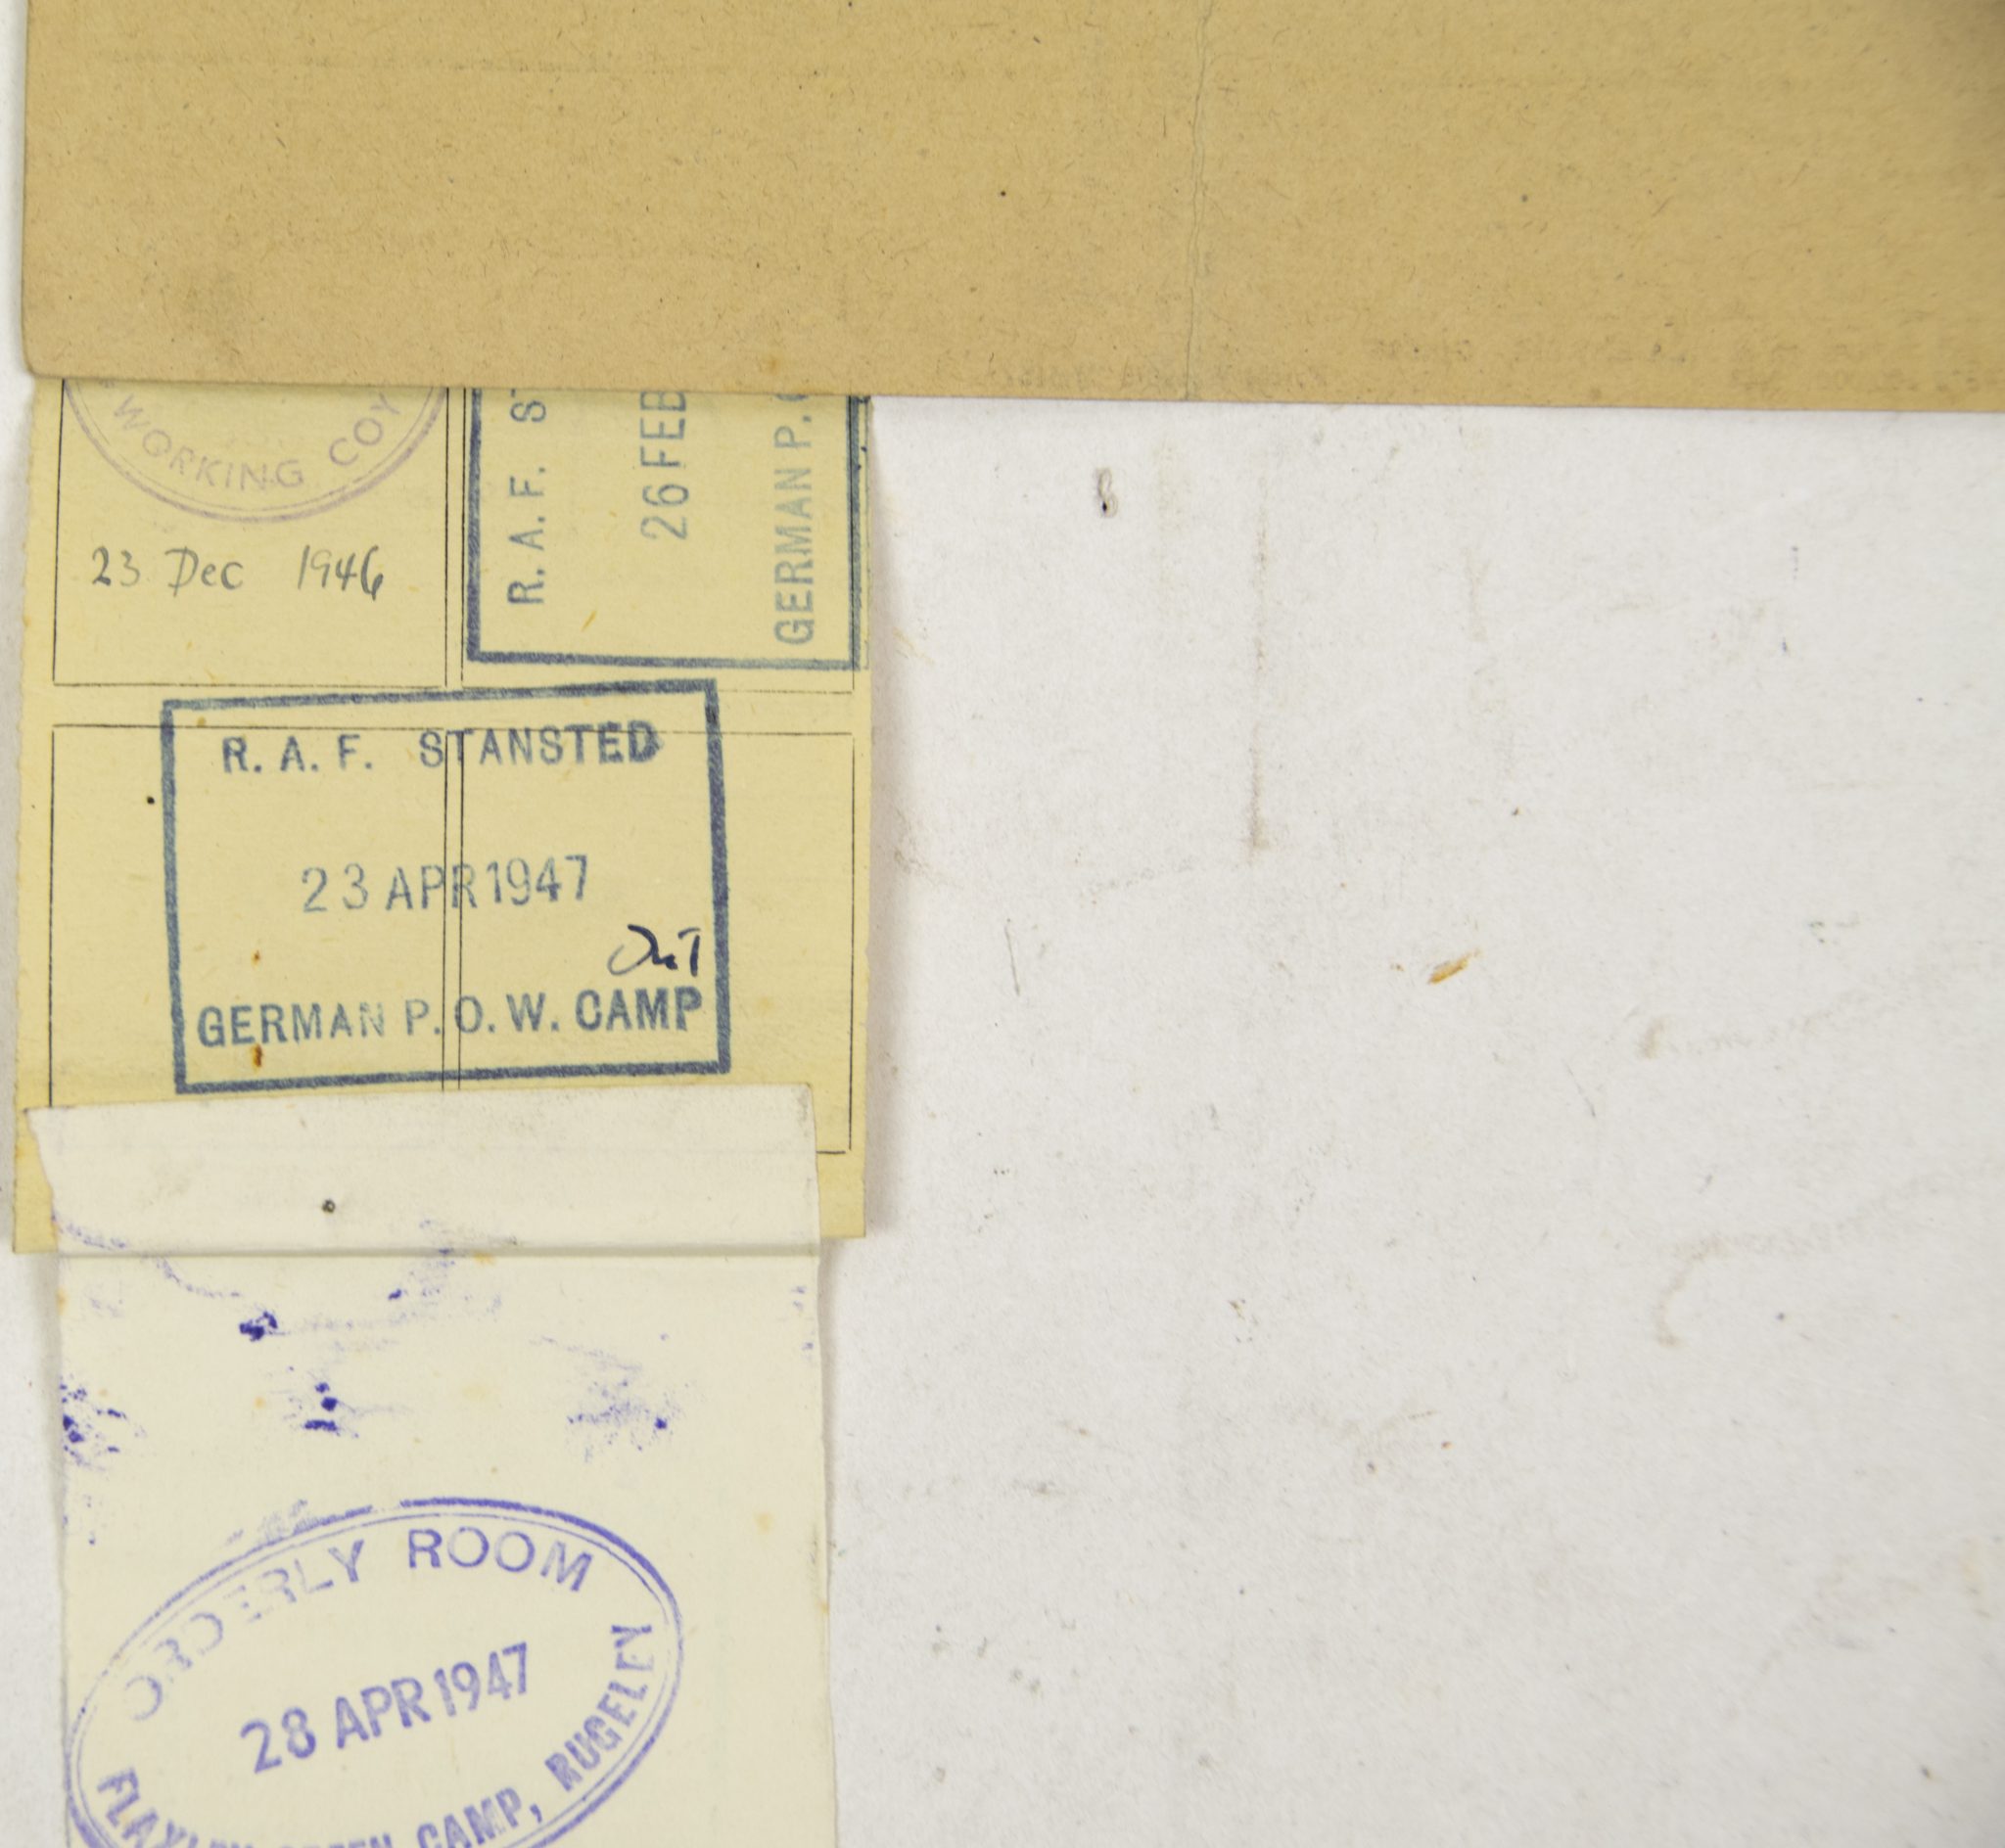 WORKING COY
23 Dec 1946
R. A. F.
26 FEB
GERMAN P.
R. A. F. STANSTED
23 APR 1947
Out
GERMAN P. O. W. CAMP
ORDERLY ROOM
28 APR 1947
CAMP, RUGELEY